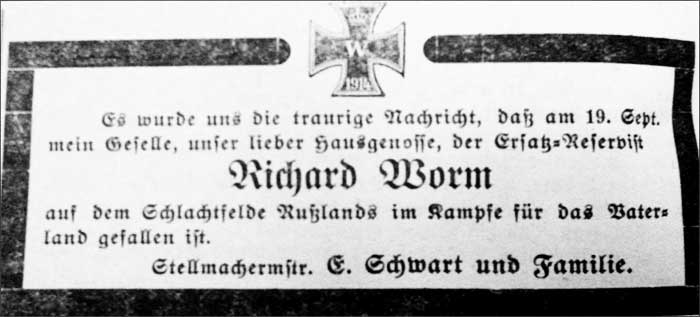 W
1914
Es wurde uns die traurige Nachricht, daß am 19. Sept.
mein Geselle, unser lieber Hausgenosse, der Ersatz=Reservist
Richard Worm
auf dem Schlachtfelde Rußlands im Kampfe für das Vater=
land gefallen ist.
Stellmachermstr. E. Schwart und Familie.